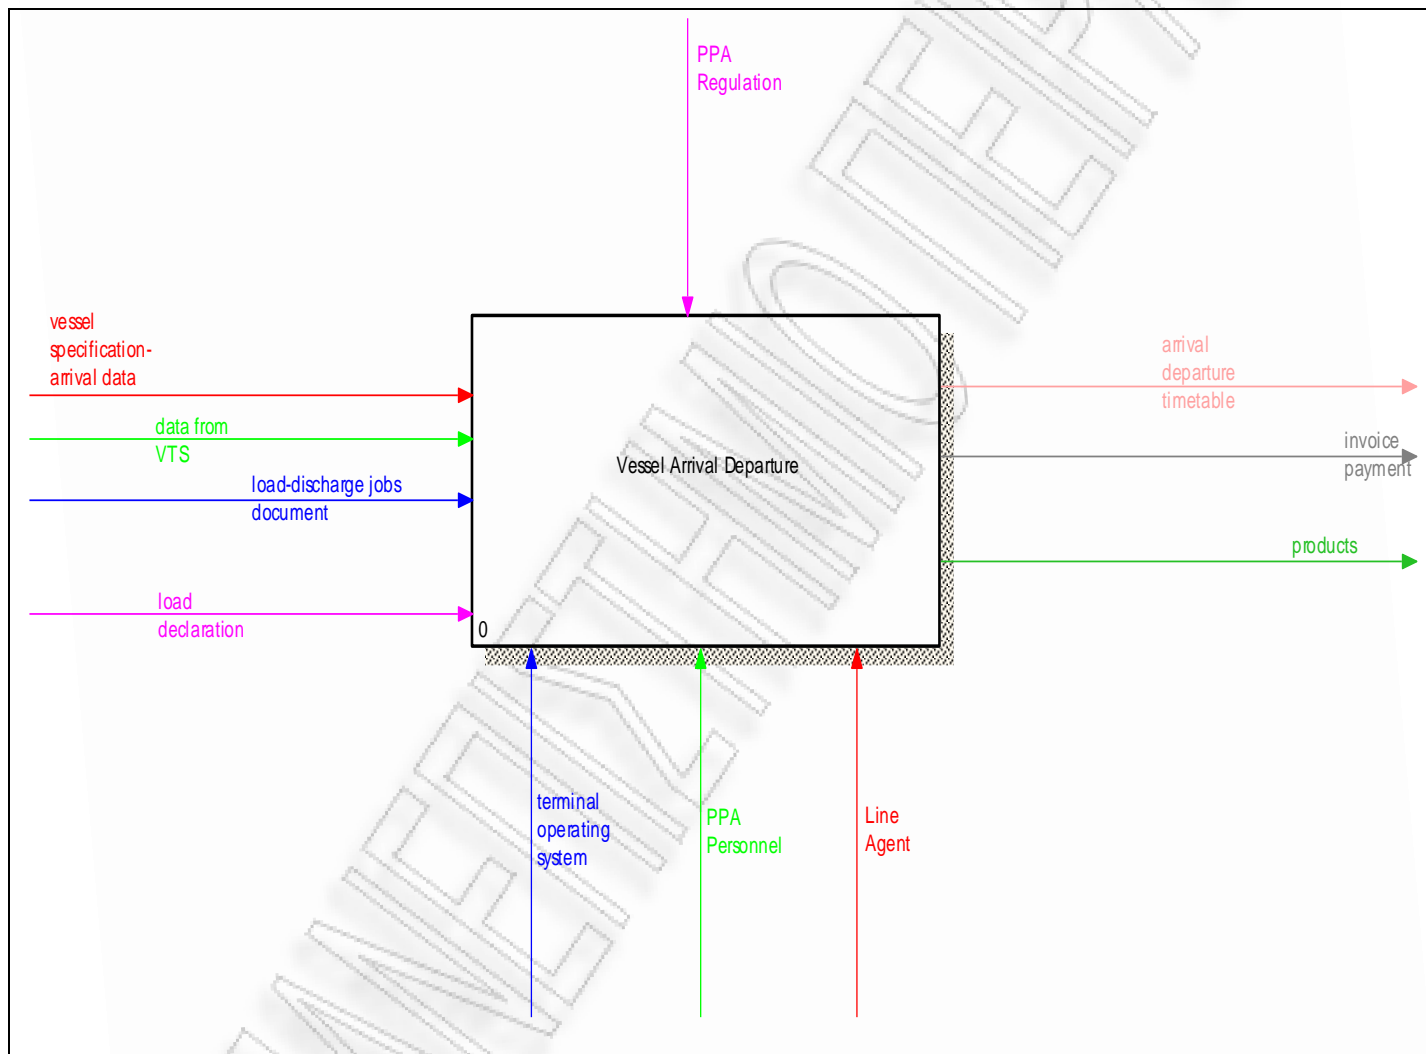 PPA
Regulation
vessel
specification-
arrival data
data from
VTS
load-discharge jobs
document
load
declaration
Vessel Arrival Departure
0
arrival
departure
timetable
invoice
payment
products
terminal
operating
system
PPA
Personnel
Line
Agent